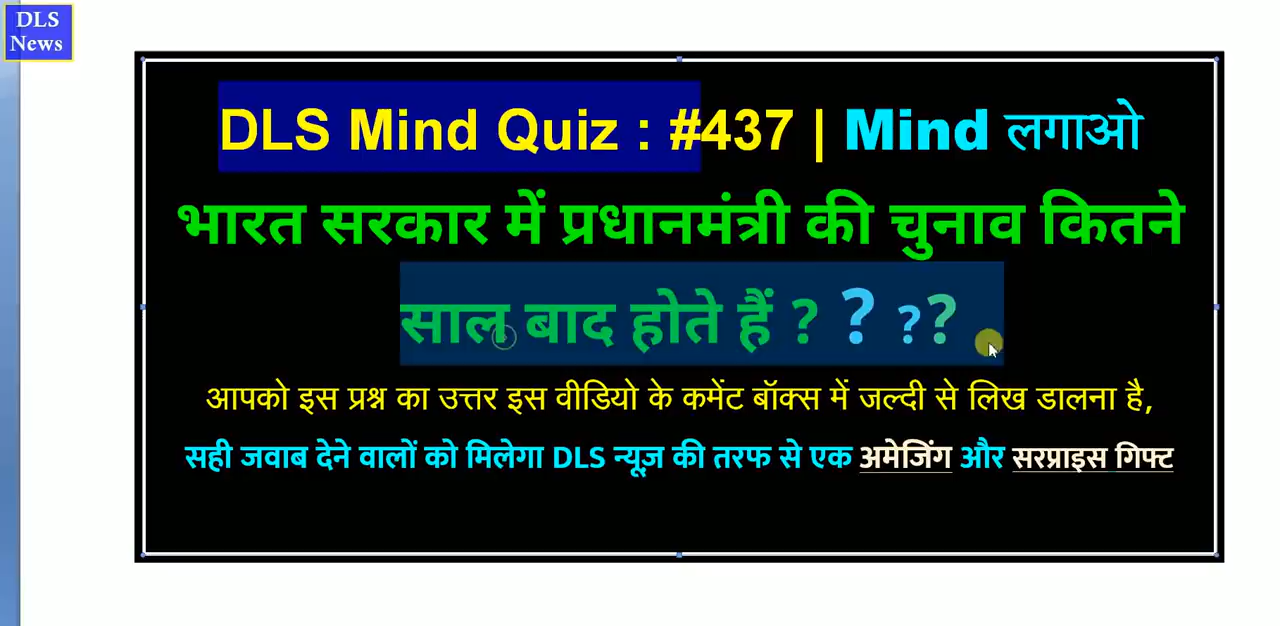 DLS
News
DLS Mind Quiz : #437 | Mind लगाओ
भारत सरकार में प्रधानमंत्री की चुनाव कितने
साल बाद होते हैं ? ? ??
आपको इस प्रश्न का उत्तर इस वीडियो के कमेंट बॉक्स में जल्दी से लिख डालना है,
सही जवाब देने वालों को मिलेगा DLS न्यूज़ की तरफ से एक अमेजिंग और सरप्राइस गिफ्ट